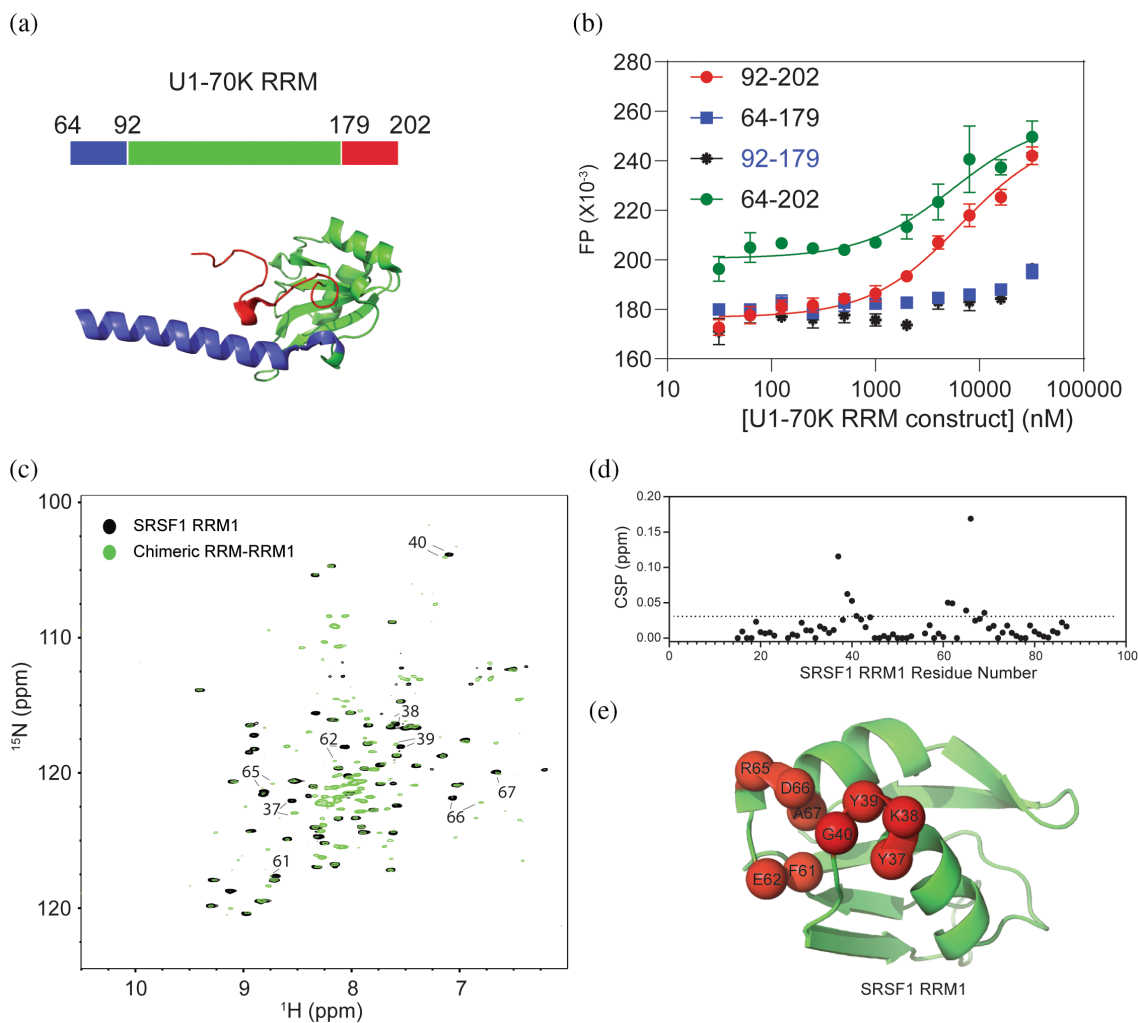 (a)
U1-70K RRM
64 92 179 202
(b)
280
260
240
220
200
180
160
FP (X10⁻³)
92-202
64-179
92-179
64-202
10 100 1000 10000 100000
[U1-70K RRM construct] (nM)
(c)
100
110
120
120
¹⁵N (ppm)
SRSF1 RRM1
Chimeric RRM-RRM1
40
38
62
39
65
37
67
66
61
10 9 8 7
¹H (ppm)
(d)
0.20
0.15
0.10
0.05
0.00
CSP (ppm)
0 20 40 60 80 100
SRSF1 RRM1 Residue Number
(e)
R65
D66
A67
Y39
K38
G40
Y37
E62
F61
SRSF1 RRM1